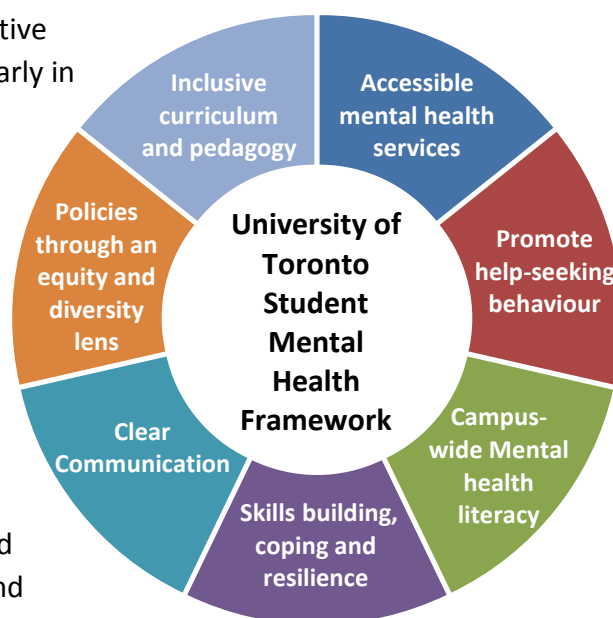 tive
arly in
Inclusive
curriculum
and pedagogy
Accessible
mental health
services
Policies
through an
equity and
diversity
lens
University of
Toronto
Student
Mental
Health
Framework
Promote
help-seeking
behaviour
Clear
Communication
Campus-
wide Mental
health
literacy
Skills building,
coping and
resilience
d
nd